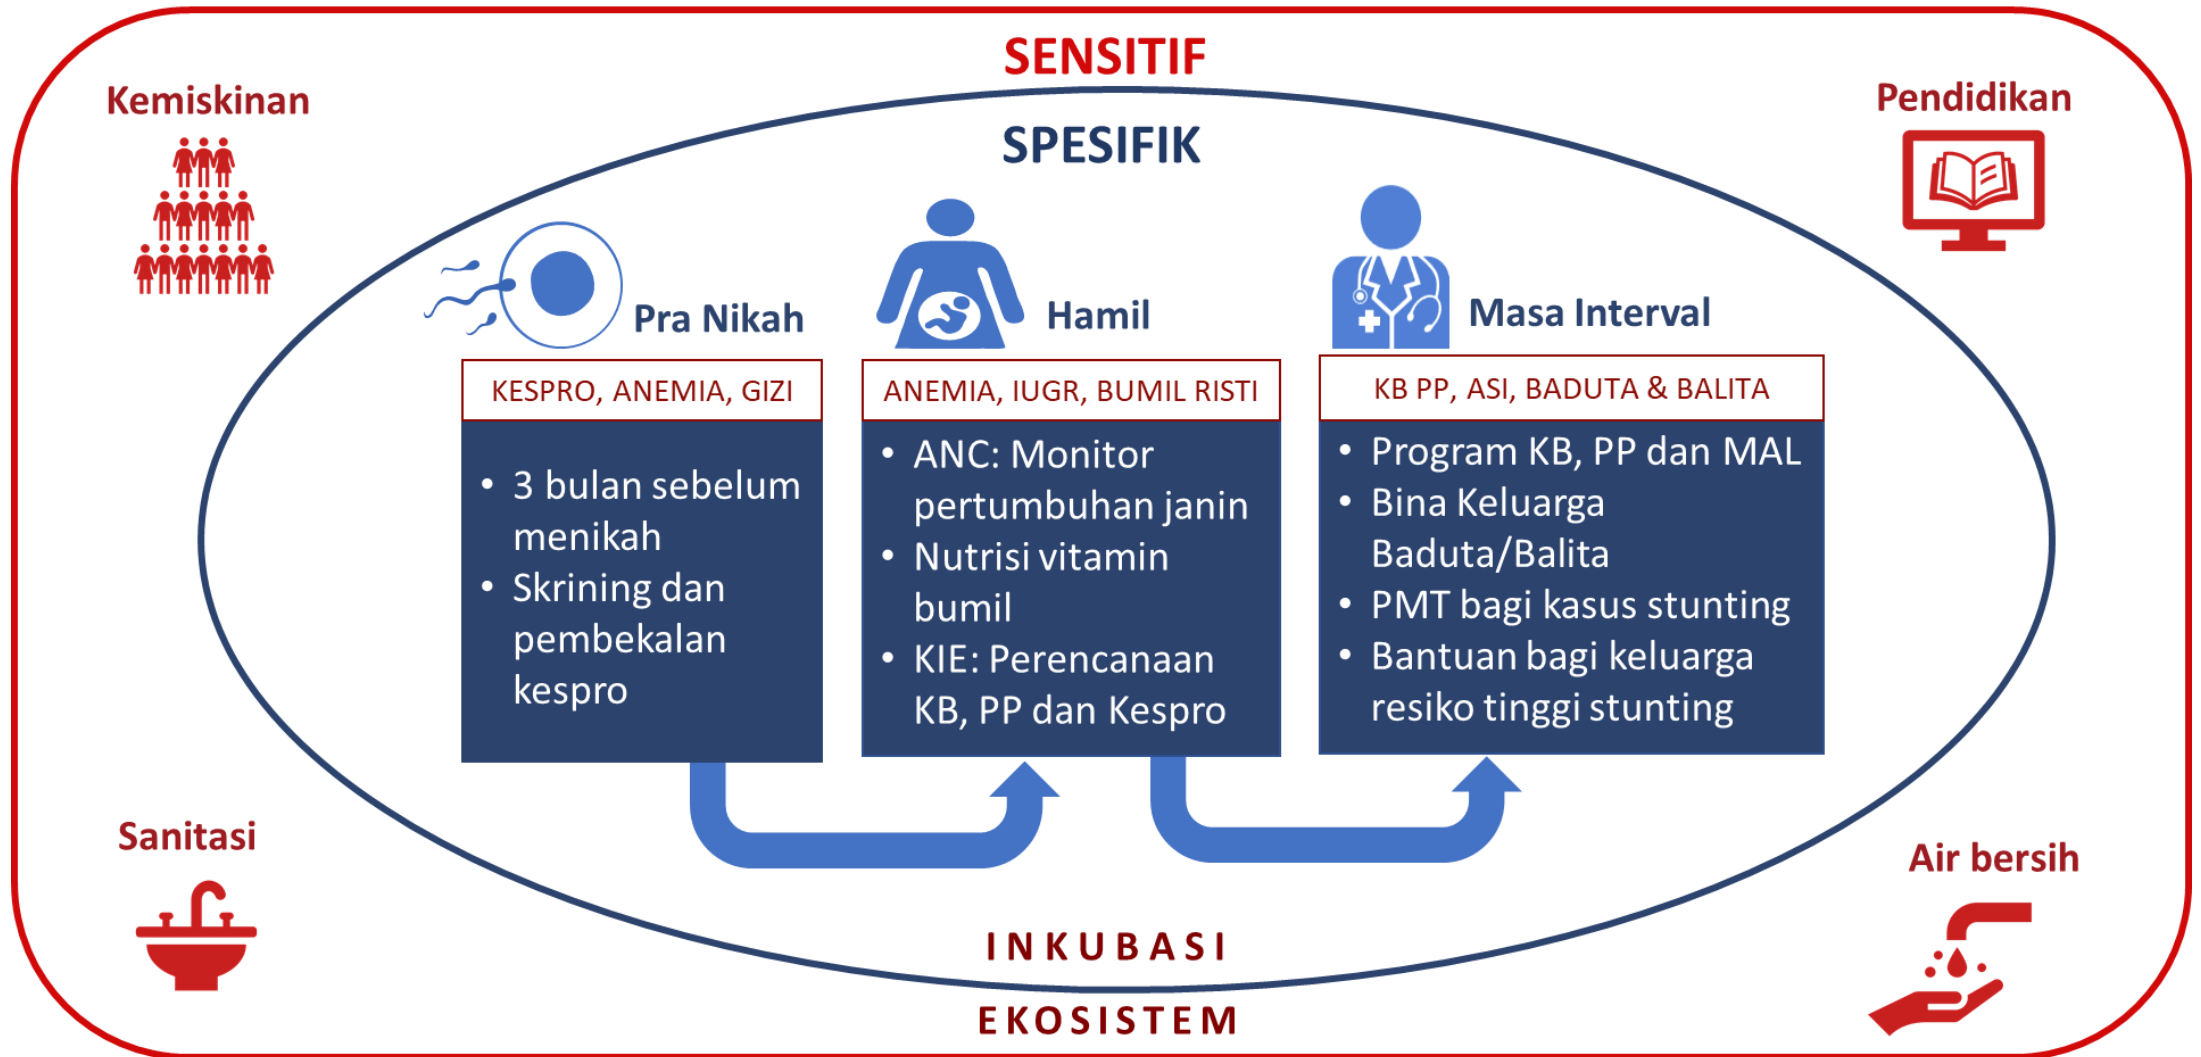 SENSITIF
Kemiskinan
Pendidikan
SPESIFIK
Pra Nikah
KESPRO, ANEMIA, GIZI
• 3 bulan sebelum
menikah
• Skrining dan
pembekalan
kespro
Hamil
ANEMIA, IUGR, BUMIL RISTI
• ANC: Monitor
pertumbuhan janin
• Nutrisi vitamin
bumil
• KIE: Perencanaan
KB, PP dan Kespro
Masa Interval
KB PP, ASI, BADUTA & BALITA
• Program KB, PP dan MAL
• Bina Keluarga
Baduta/Balita
• PMT bagi kasus stunting
• Bantuan bagi keluarga
resiko tinggi stunting
Sanitasi
Air bersih
INKUBASI
EKOSISTEM